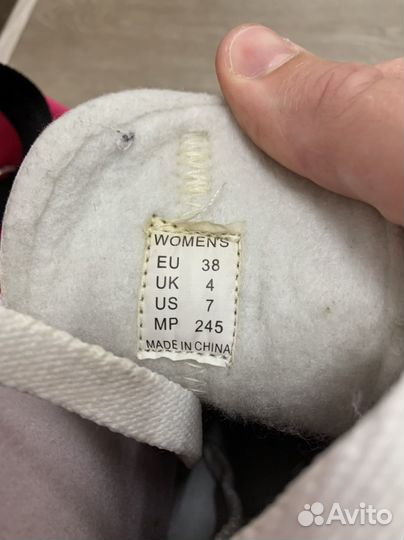 WOMEN'S
EU 38
UK 4
US 7
MP 245
MADE IN CHINA
Avito